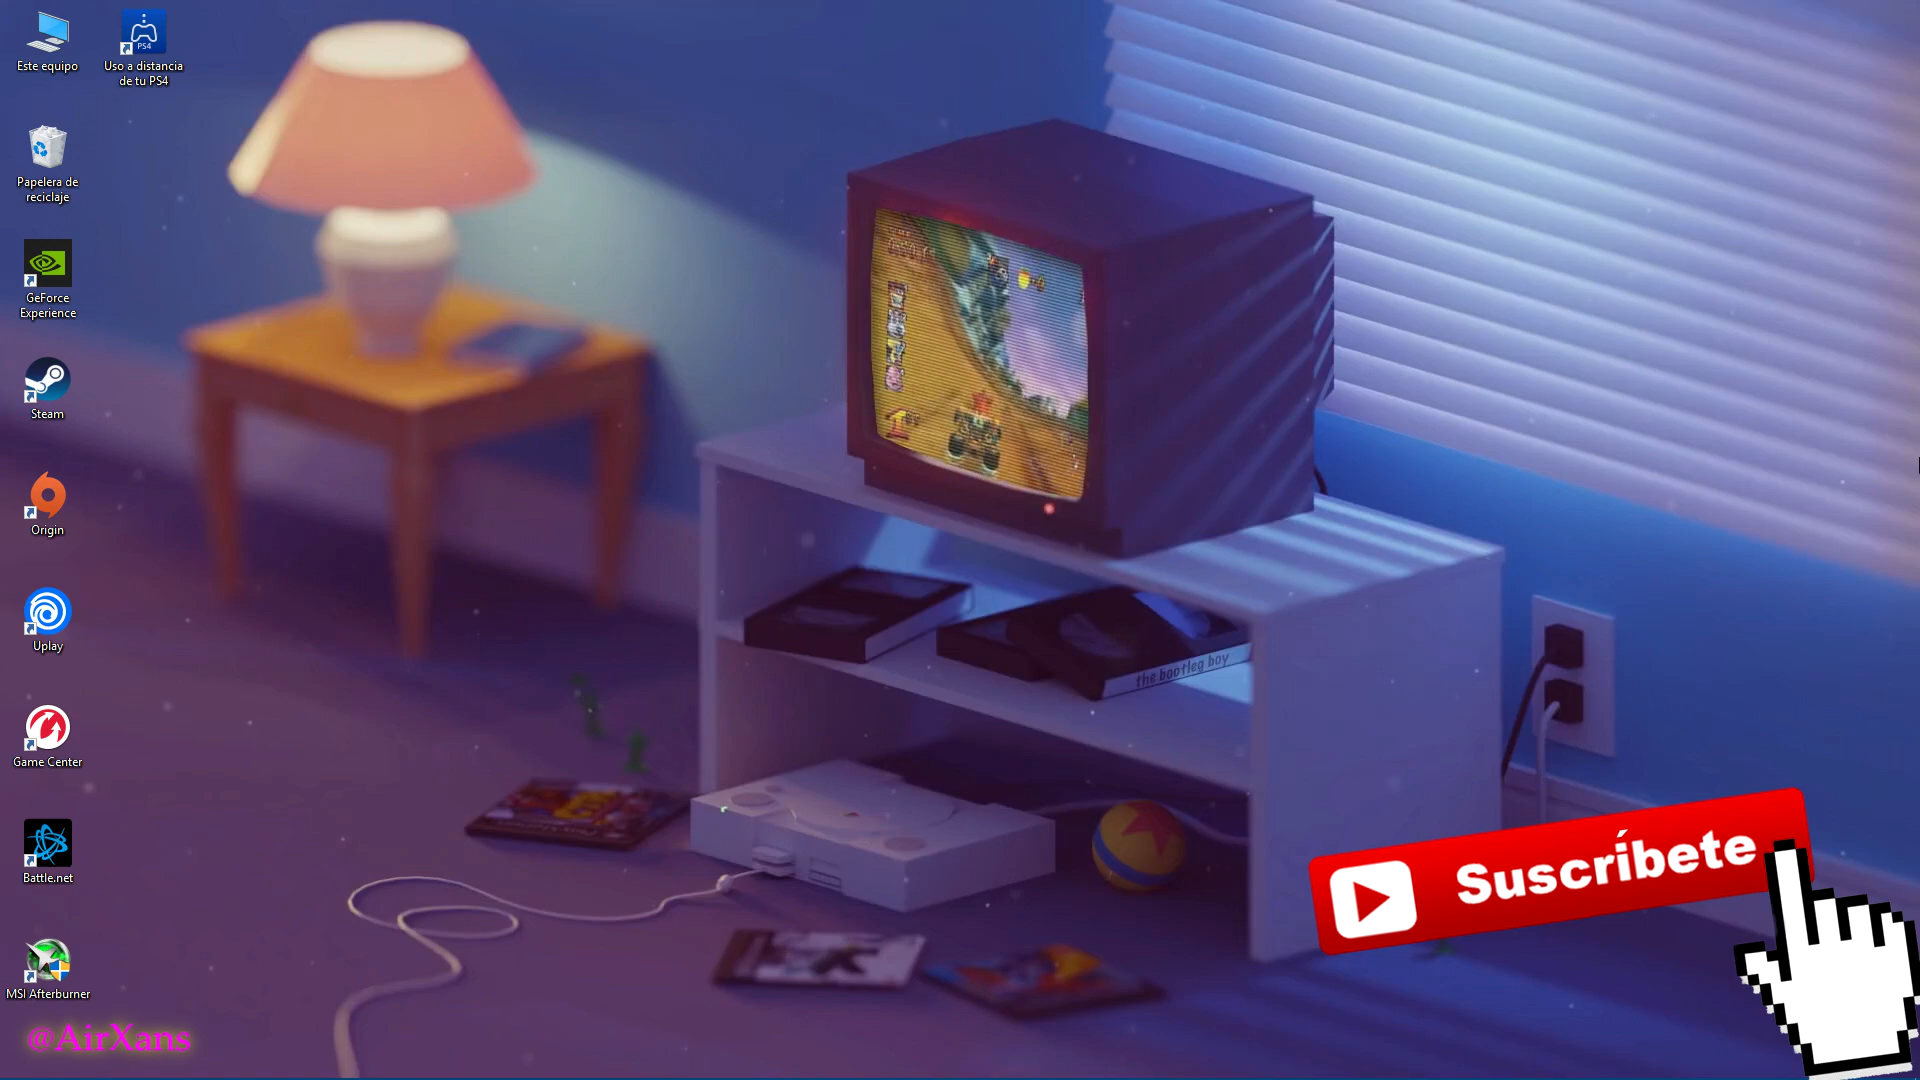 Este equipo
PS4
Uso a distancia
de tu PS4
Papelera de
reciclaje
GeForce
Experience
Steam
Origin
Uplay
Game Center
Battle.net
MSI Afterburner
@AirXans
the bootleg boy
Suscríbete